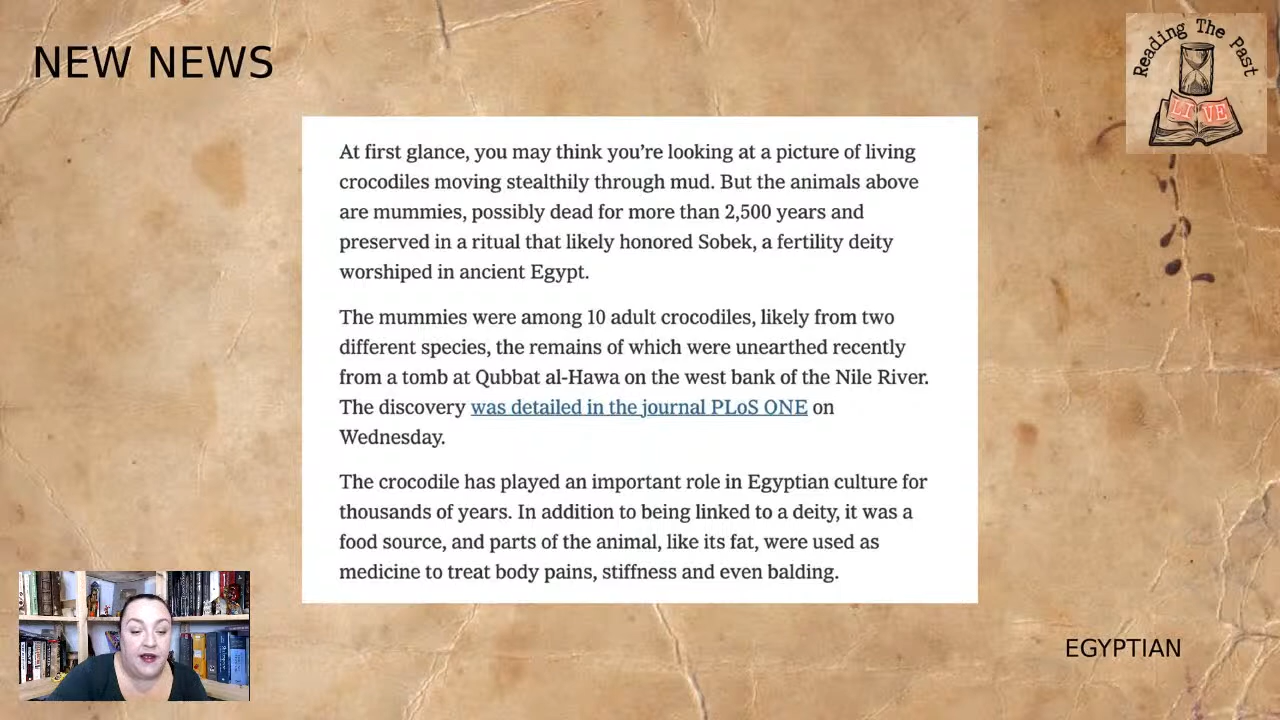 NEW NEWS
Reading The Past
LIVE
At first glance, you may think you’re looking at a picture of living
crocodiles moving stealthily through mud. But the animals above
are mummies, possibly dead for more than 2,500 years and
preserved in a ritual that likely honored Sobek, a fertility deity
worshiped in ancient Egypt.
The mummies were among 10 adult crocodiles, likely from two
different species, the remains of which were unearthed recently
from a tomb at Qubbat al-Hawa on the west bank of the Nile River.
The discovery was detailed in the journal PLoS ONE on
Wednesday.
The crocodile has played an important role in Egyptian culture for
thousands of years. In addition to being linked to a deity, it was a
food source, and parts of the animal, like its fat, were used as
medicine to treat body pains, stiffness and even balding.
EGYPTIAN